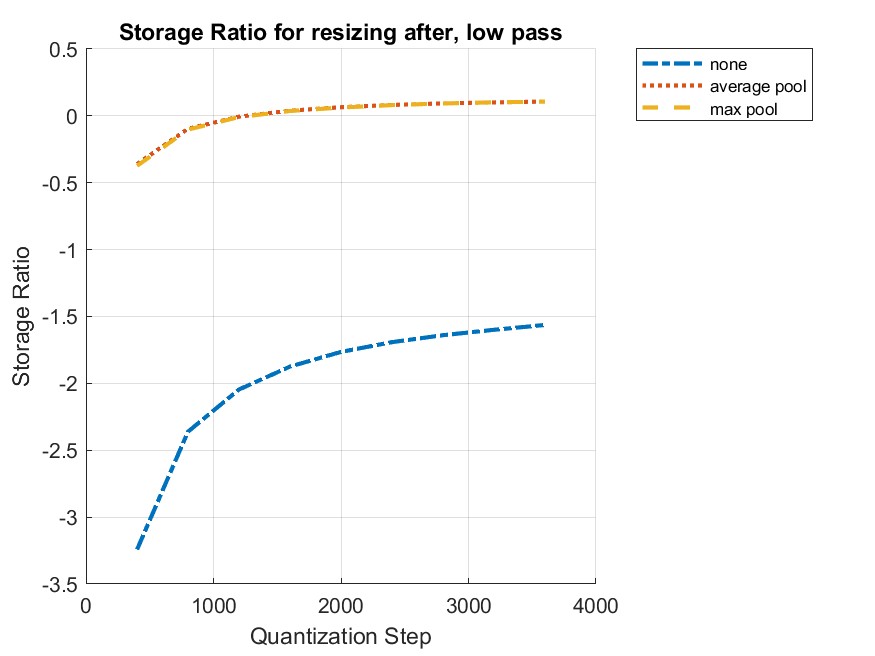 Storage Ratio for resizing after, low pass
0.5
0
-0.5
-1
-1.5
-2
-2.5
-3
-3.5
Storage Ratio
0
1000
2000
3000
4000
Quantization Step
none
average pool
max pool